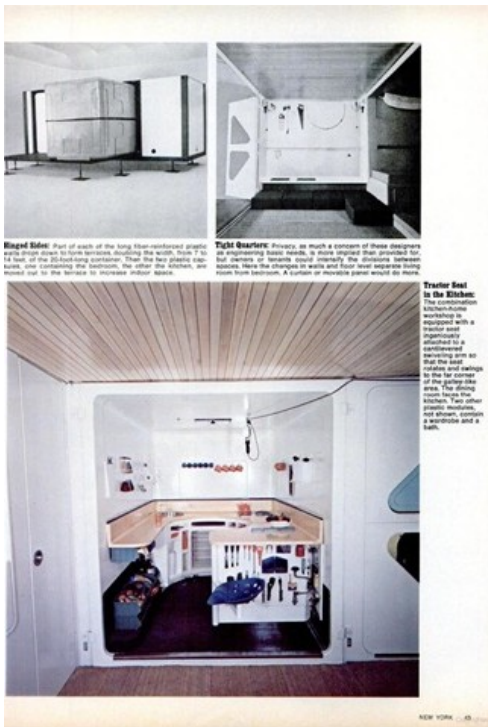 Hinged Sides: Part of each of the long fiber-reinforced plastic
walls drops down to form terraces, doubling the width, from 7 to
14 feet, of the 20-foot-long container. Then the two plastic cap-
sules, one containing the bedroom, the other the kitchen, are
moved out to the terrace to increase indoor space.
Tight Quarters: Privacy, as much a concern of these designers
as engineering basic needs, is more implied than provided for,
but owners or tenants could intensify the divisions between
spaces. Here the changes in walls and floor level separate living
room from bedroom. A curtain or movable panel would do more.
Tractor Seat
in the Kitchen:
The combination
kitchen-home
workshop is
equipped with a
tractor seat
ingeniously
attached to a
cantilevered
swiveling arm so
that the seat
rotates and swings
to the far corner
of the galley-like
area. The dining
room faces the
kitchen. Two other
plastic modules,
not shown, contain
a wardrobe and a
bath.
NEW YORK 45